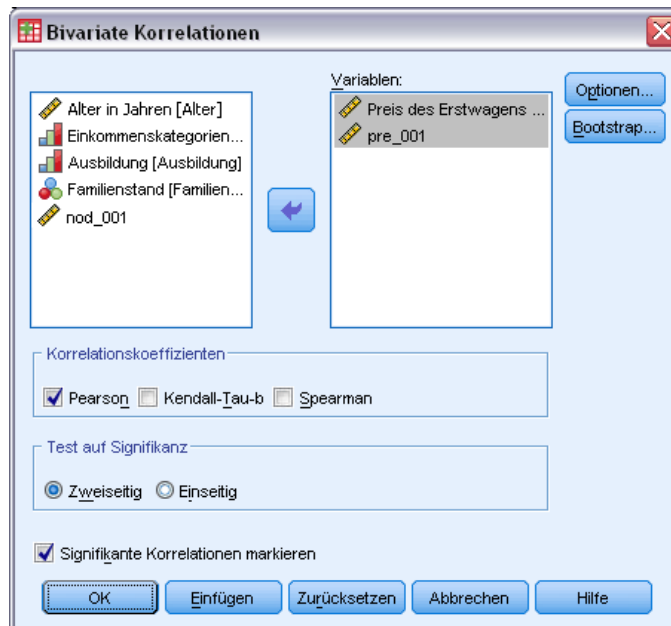 Bivariate Korrelationen
Variablen:
Alter in Jahren [Alter]
Einkommenskategorien...
Ausbildung [Ausbildung]
Familienstand [Familien...
nod_001
Preis des Erstwagens ...
pre_001
Optionen...
Bootstrap...
Korrelationskoeffizienten
Pearson Kendall-Tau-b Spearman
Test auf Signifikanz
Zweiseitig Einseitig
Signifikante Korrelationen markieren
OK Einfügen Zurücksetzen Abbrechen Hilfe